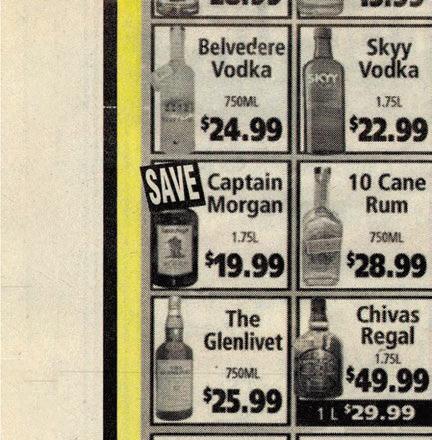 Belvedere
Vodka
750ML
$24.99
Skyy
Vodka
SKYY
1.75L
$22.99
SAVE
Captain
Morgan
1.75L
$19.99
10 Cane
Rum
750ML
$28.99
The
Glenlivet
750ML
$25.99
Chivas
Regal
1.75L
$49.99
1 L $29.99